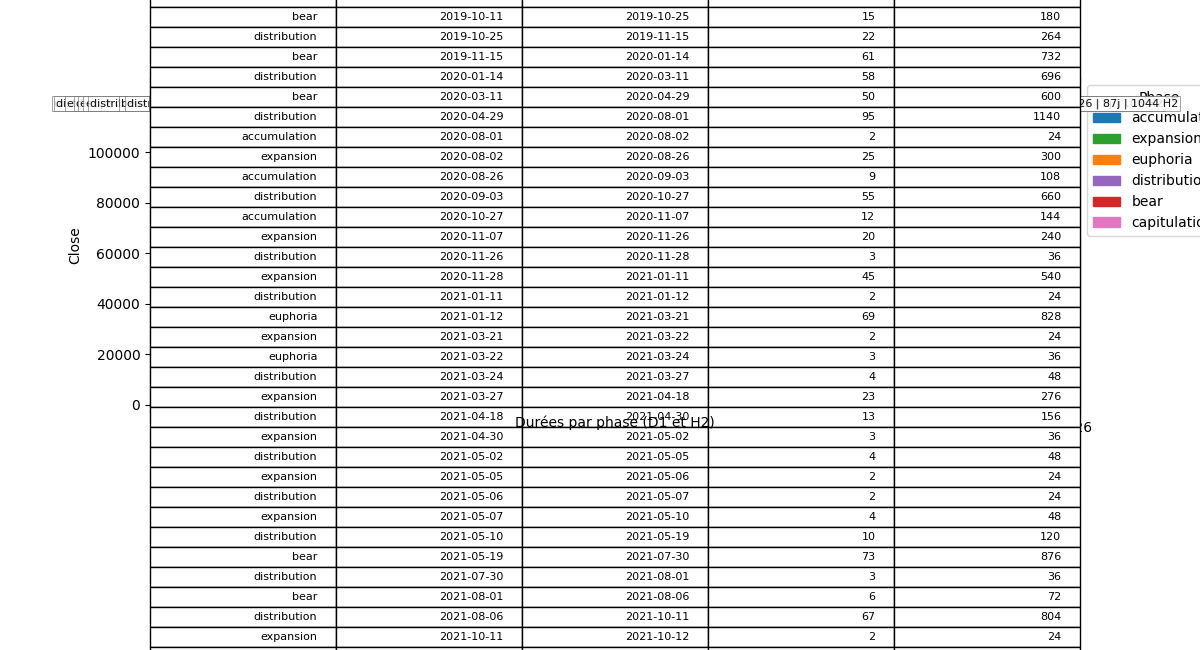 bear 2019-10-11 2019-10-25 15 180
distribution 2019-10-25 2019-11-15 22 264
bear 2019-11-15 2020-01-14 61 732
distribution 2020-01-14 2020-03-11 58 696
bear 2020-03-11 2020-04-29 50 600
distribution 2020-04-29 2020-08-01 95 1140
accumulation 2020-08-01 2020-08-02 2 24
expansion 2020-08-02 2020-08-26 25 300
accumulation 2020-08-26 2020-09-03 9 108
distribution 2020-09-03 2020-10-27 55 660
accumulation 2020-10-27 2020-11-07 12 144
expansion 2020-11-07 2020-11-26 20 240
distribution 2020-11-26 2020-11-28 3 36
expansion 2020-11-28 2021-01-11 45 540
distribution 2021-01-11 2021-01-12 2 24
euphoria 2021-01-12 2021-03-21 69 828
expansion 2021-03-21 2021-03-22 2 24
euphoria 2021-03-22 2021-03-24 3 36
distribution 2021-03-24 2021-03-27 4 48
expansion 2021-03-27 2021-04-18 23 276
distribution 2021-04-18 2021-04-30 13 156
Durées par phase (D1 et H2)
expansion 2021-04-30 2021-05-02 3 36
distribution 2021-05-02 2021-05-05 4 48
expansion 2021-05-05 2021-05-06 2 24
distribution 2021-05-06 2021-05-07 2 24
expansion 2021-05-07 2021-05-10 4 48
distribution 2021-05-10 2021-05-19 10 120
bear 2021-05-19 2021-07-30 73 876
distribution 2021-07-30 2021-08-01 3 36
bear 2021-08-01 2021-08-06 6 72
distribution 2021-08-06 2021-10-11 67 804
expansion 2021-10-11 2021-10-12 2 24
100000
80000
60000
40000
20000
0
Close
26 | 87j | 1044 H2
Phase
accumulat
expansion
euphoria
distributio
bear
capitulatio